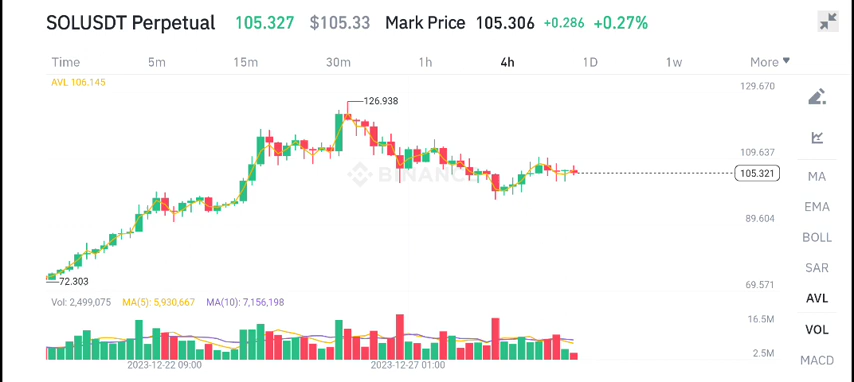 SOLUSDT Perpetual 105.327 $105.33 Mark Price 105.306 +0.286 +0.27%
Time 5m 15m 30m 1h 4h 1D 1w More
AVL 106.145
129.670
126.938
109.637
105.321
BINANCE
89.604
72.303
69.571
MA
EMA
BOLL
SAR
AVL
VOL
MACD
Vol: 2,499,075 MA(5): 5,930,667 MA(10): 7,156,198
16.5M
2.5M
2023-12-22 09:00 2023-12-27 01:00